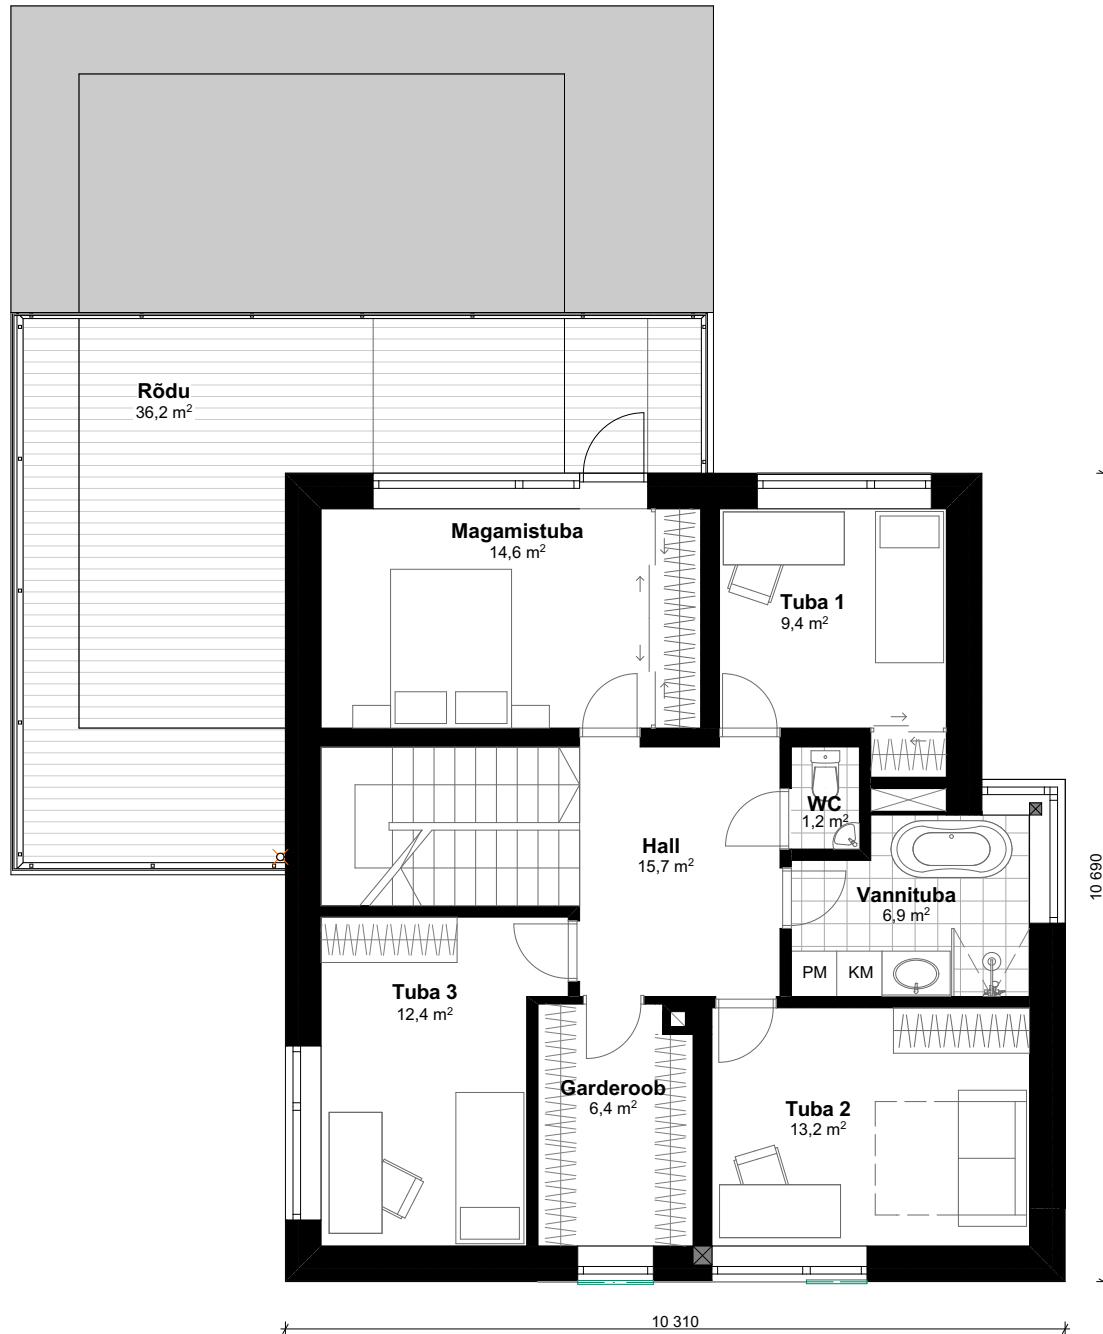 Rõdu
36,2 m²
Magamistuba
14,6 m²
Tuba 1
9,4 m²
WC
1,2 m²
Hall
15,7 m²
Vannituba
6,9 m²
10 690
PM
KM
Tuba 3
12,4 m²
Garderoob
6,4 m²
Tuba 2
13,2 m²
10 310